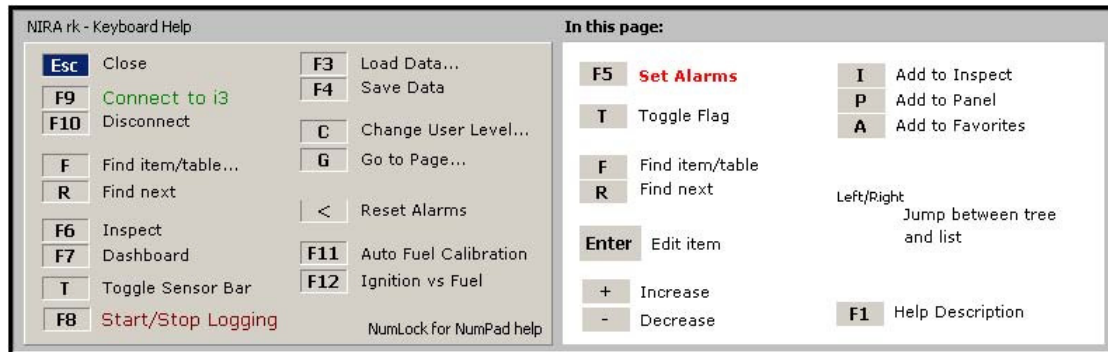 NIRA rk - Keyboard Help
Esc Close
F9 Connect to i3
F10 Disconnect
F Find item/table...
R Find next
F6 Inspect
F7 Dashboard
T Toggle Sensor Bar
F8 Start/Stop Logging
F3 Load Data...
F4 Save Data
C Change User Level...
G Go to Page...
< Reset Alarms
F11 Auto Fuel Calibration
F12 Ignition vs Fuel
NumLock for NumPad help
In this page:
F5 Set Alarms
T Toggle Flag
F Find item/table
R Find next
Enter Edit item
+ Increase
- Decrease
I Add to Inspect
P Add to Panel
A Add to Favorites
Left/Right
Jump between tree
and list
F1 Help Description